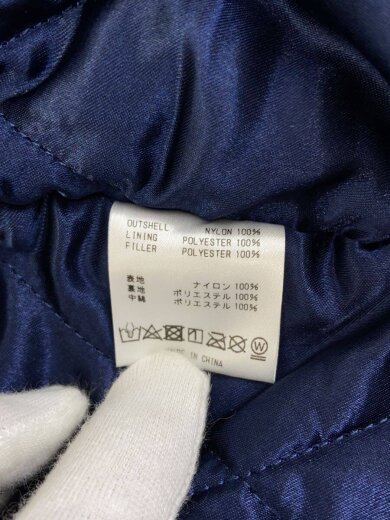 OUTSHELL NYLON 100%
LINING POLYESTER 100%
FILLER POLYESTER 100%
表地 ナイロン 100%
裏地 ポリエステル 100%
中綿 ポリエステル 100%
W
IN CHINA